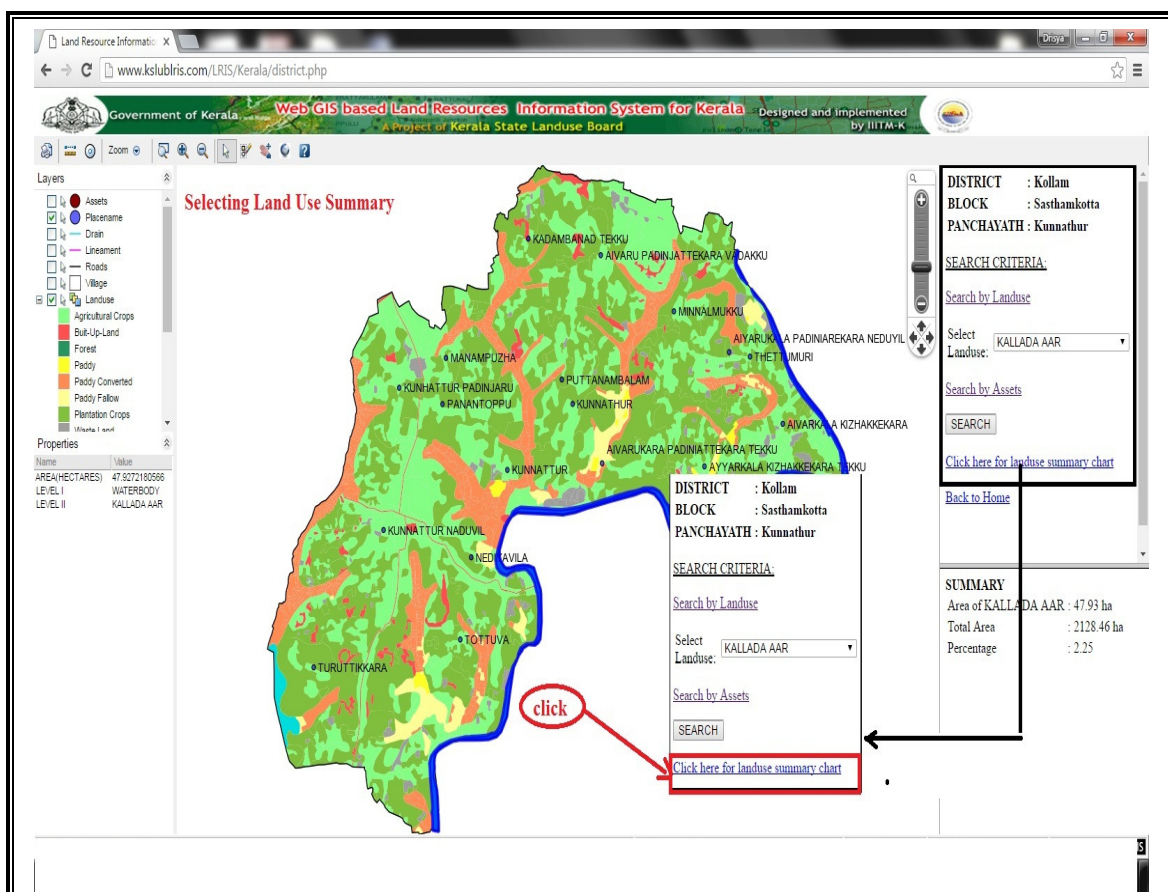 Land Resource Informatio
Drisya
www.kslublris.com/LRIS/Kerala/district.php
Government of Kerala
Web GIS based Land Resources Information System for Kerala
A Project of Kerala State Landuse Board
Designed and implemented
by IIITM-K
Zoom
Layers
Assets
Placename
Drain
Lineament
Roads
Village
Landuse
Agricultural Crops
Buit-Up-Land
Forest
Paddy
Paddy Converted
Paddy Fallow
Plantation Crops
Waste Land
Properties
Name Value
AREA(HECTARES) 47.9272180566
LEVEL I WATERBODY
LEVEL II KALLADA AAR
Selecting Land Use Summary
KADAMBANAD TEKKU
AIVARU PADINJATTEKARA VADAKKU
MINNALMUKKU
AIYARUKALA PADINIAREKARA NEDUYIL
THETTUMURI
MANAMPUZHA
PUTTANAMBALAM
KUNHATTUR PADINJARU
PANANTOPPU
KUNNATHUR
AIVARKALA KIZHAKKEKARA
AIVARUKARA PADINIATTEKARA TEKKU
KUNNATTUR
AYYARKALA KIZHAKKEKARA TEKKU
KUNNATTUR NADUVIL
NEDIYAVILA
TOTTUVA
TURUTTIKKARA
click
DISTRICT : Kollam
BLOCK : Sasthamkotta
PANCHAYATH : Kunnathur
SEARCH CRITERIA:
Search by Landuse
Select
Landuse: KALLADA AAR
Search by Assets
SEARCH
Click here for landuse summary chart
DISTRICT : Kollam
BLOCK : Sasthamkotta
PANCHAYATH : Kunnathur
SEARCH CRITERIA:
Search by Landuse
Select
Landuse: KALLADA AAR
Search by Assets
SEARCH
Click here for landuse summary chart
Back to Home
SUMMARY
Area of KALLADA AAR : 47.93 ha
Total Area : 2128.46 ha
Percentage : 2.25